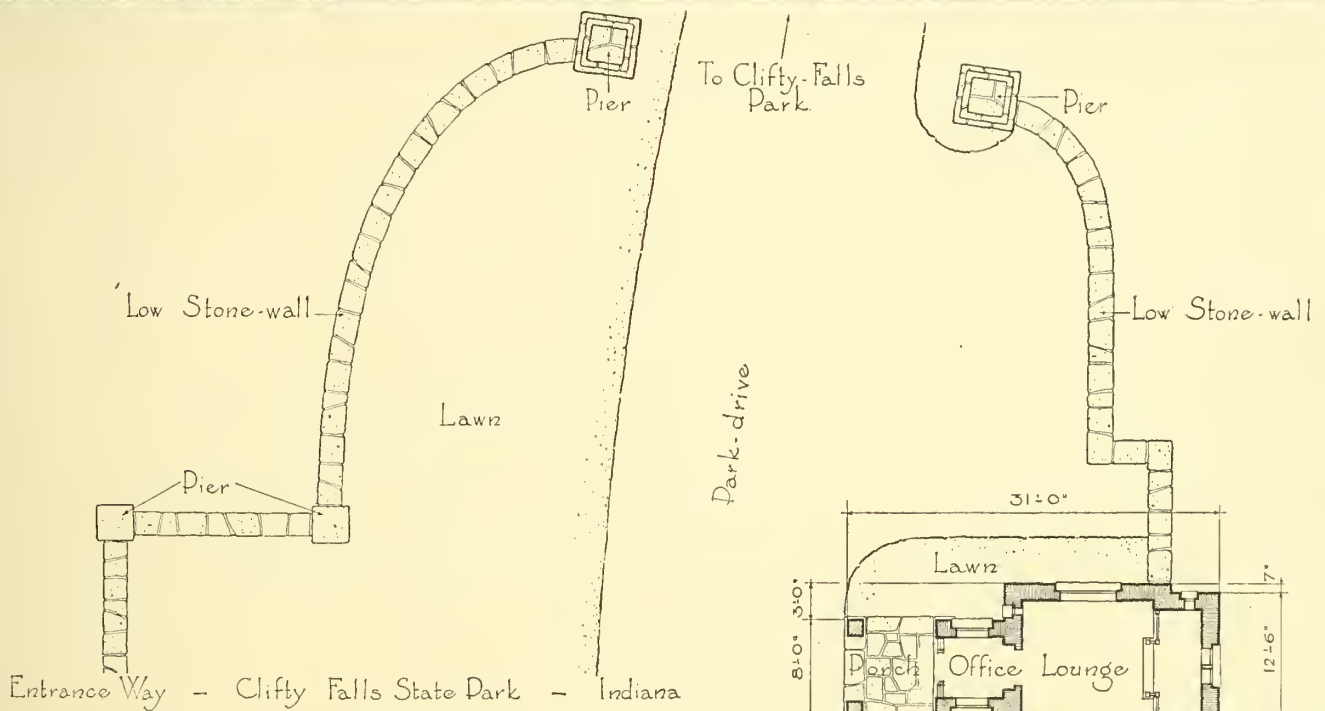 To Clifty-Falls
Park.
Pier
Pier
Low Stone-wall
Low Stone-wall
Lawn
Park-drive
Pier
31'-0"
Lawn
7"
3'-0"
8'-0"
12'-6"
Porch
Office Lounge
Entrance Way - Clifty Falls State Park - Indiana